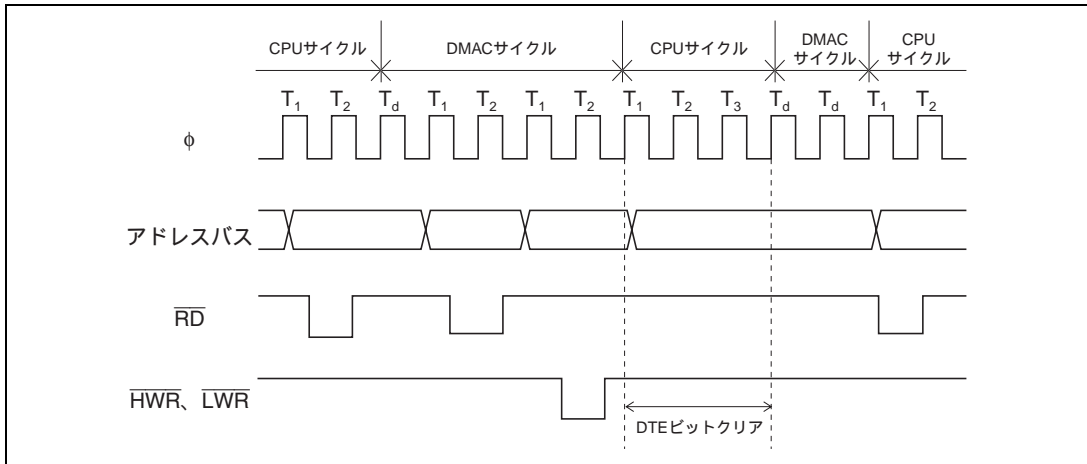 CPUサイクル DMACサイクル CPUサイクル DMAC サイクル CPU サイクル
T1 T2 Td T1 T2 T1 T2 T1 T2 T3 Td Td T1 T2
φ
アドレスバス
RD
HWR、LWR
DTEビットクリア